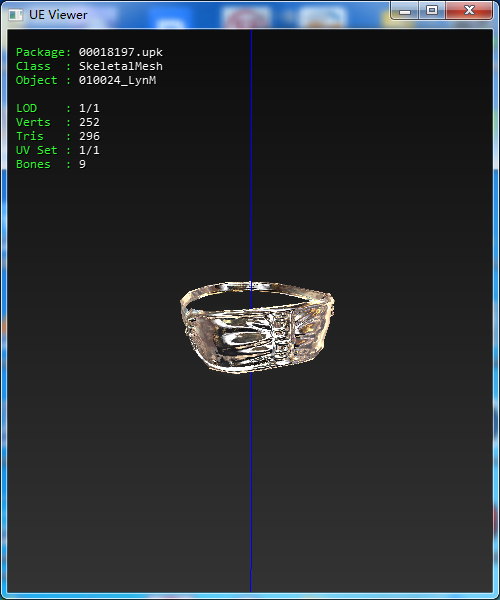 UE Viewer
Package: 00018197.upk
Class : SkeletalMesh
Object : 010024_LynM
LOD : 1/1
Verts : 252
Tris : 296
UV Set : 1/1
Bones : 9